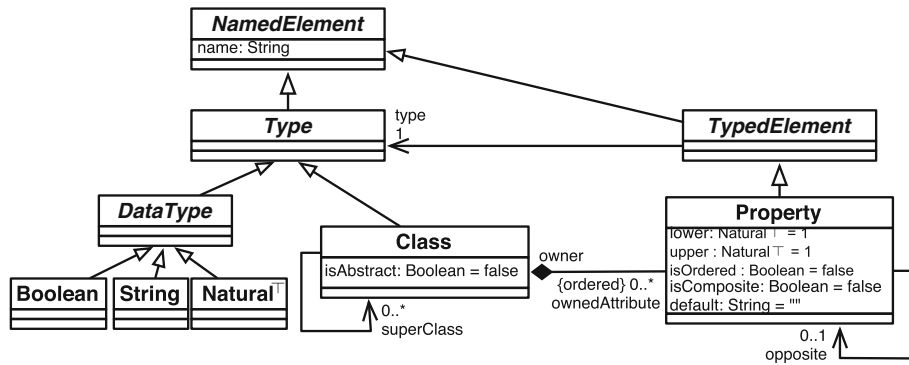 NamedElement
name: String
Type
type
1
TypedElement
DataType
Class
isAbstract: Boolean = false
owner
{ordered} 0..*
ownedAttribute
Property
lower: Natural⊤ = 1
upper : Natural⊤ = 1
isOrdered : Boolean = false
isComposite: Boolean = false
default: String = ""
Boolean
String
Natural⊤
0..*
superClass
0..1
opposite